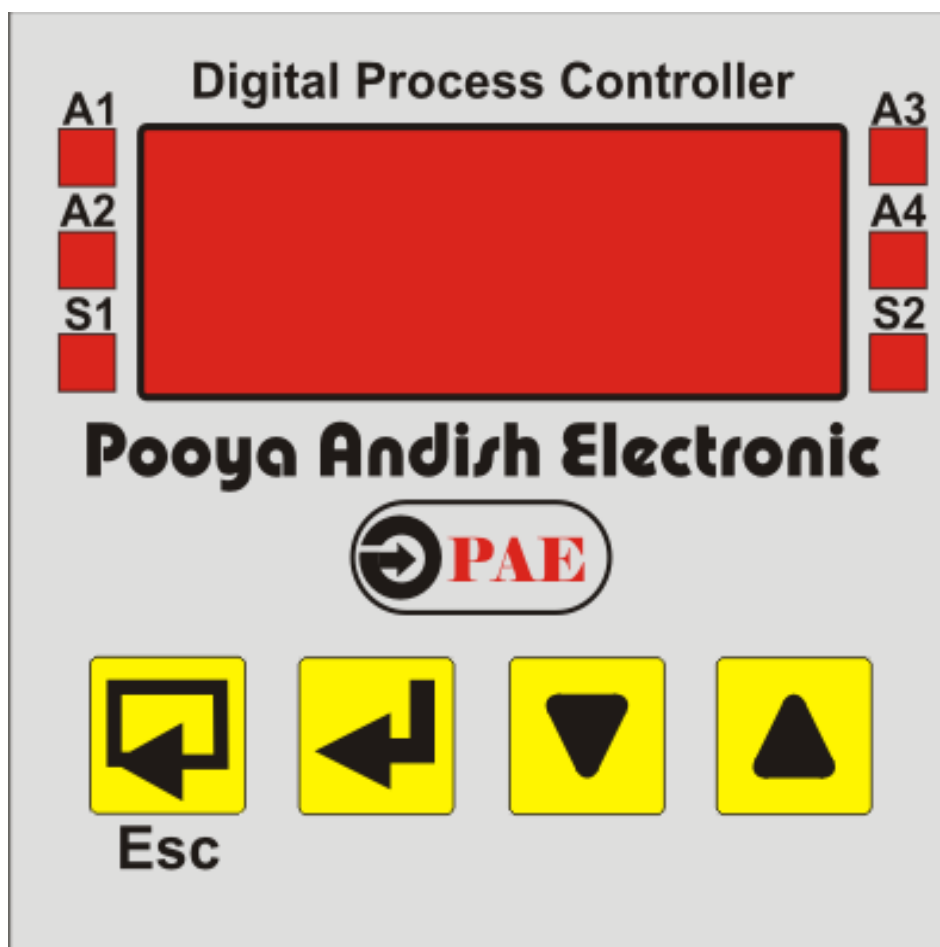 Digital Process Controller
A1
A3
A2
A4
S1
S2
Pooya Andish Electronic
PAE
Esc